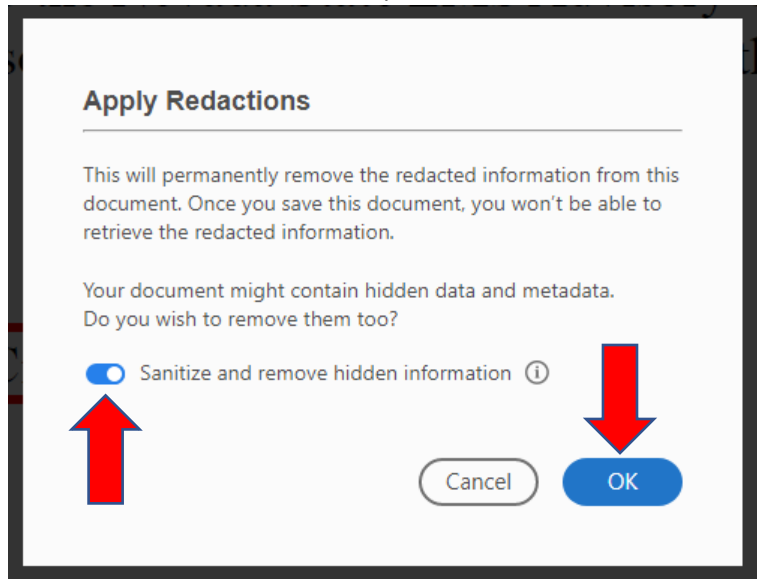 Apply Redactions
This will permanently remove the redacted information from this
document. Once you save this document, you won't be able to
retrieve the redacted information.
Your document might contain hidden data and metadata.
Do you wish to remove them too?
Sanitize and remove hidden information
Cancel OK